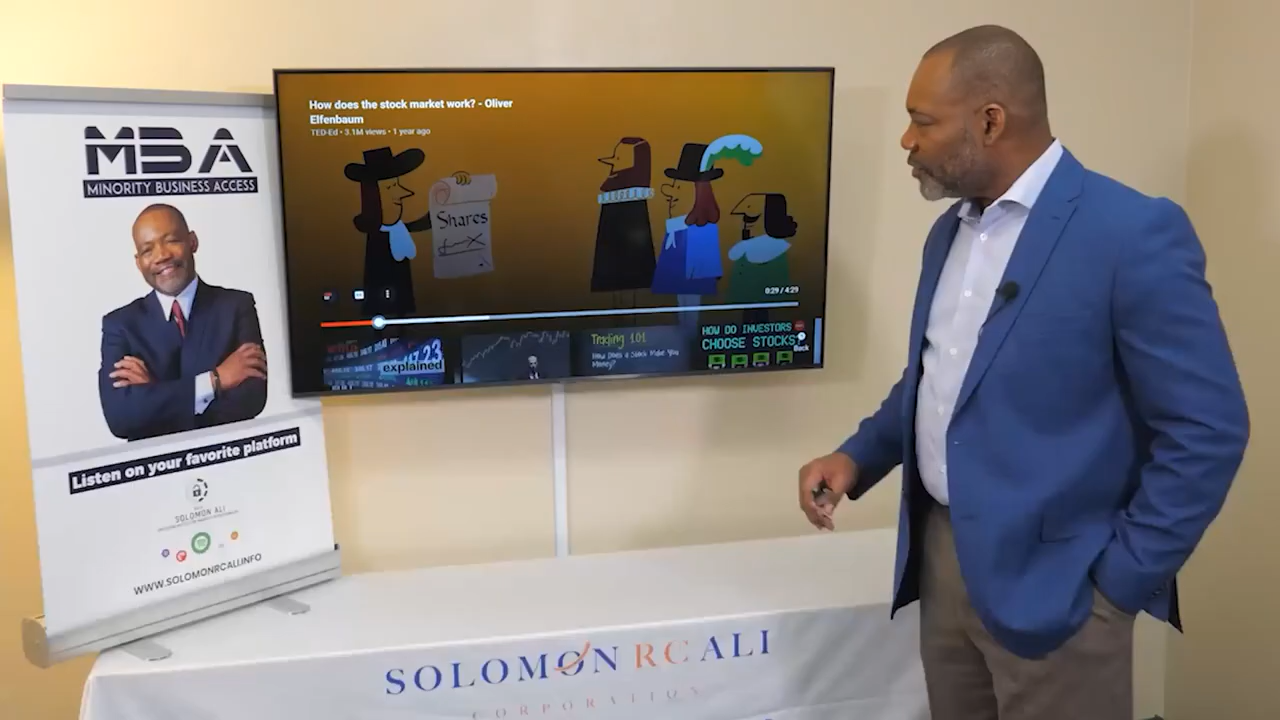 MBA
MINORITY BUSINESS ACCESS
Listen on your favorite platform
SOLOMON ALI
WWW.SOLOMONRCALI.INFO
How does the stock market work? - Oliver
Elfenbaum
TED-Ed • 3.1M views • 1 year ago
Shares
0:29 / 4:29
explained
Trading 101
How Does a Stock Make You
Money?
HOW DO INVESTORS
CHOOSE STOCKS?
Back
SOLOMON RC ALI
CORPORATION